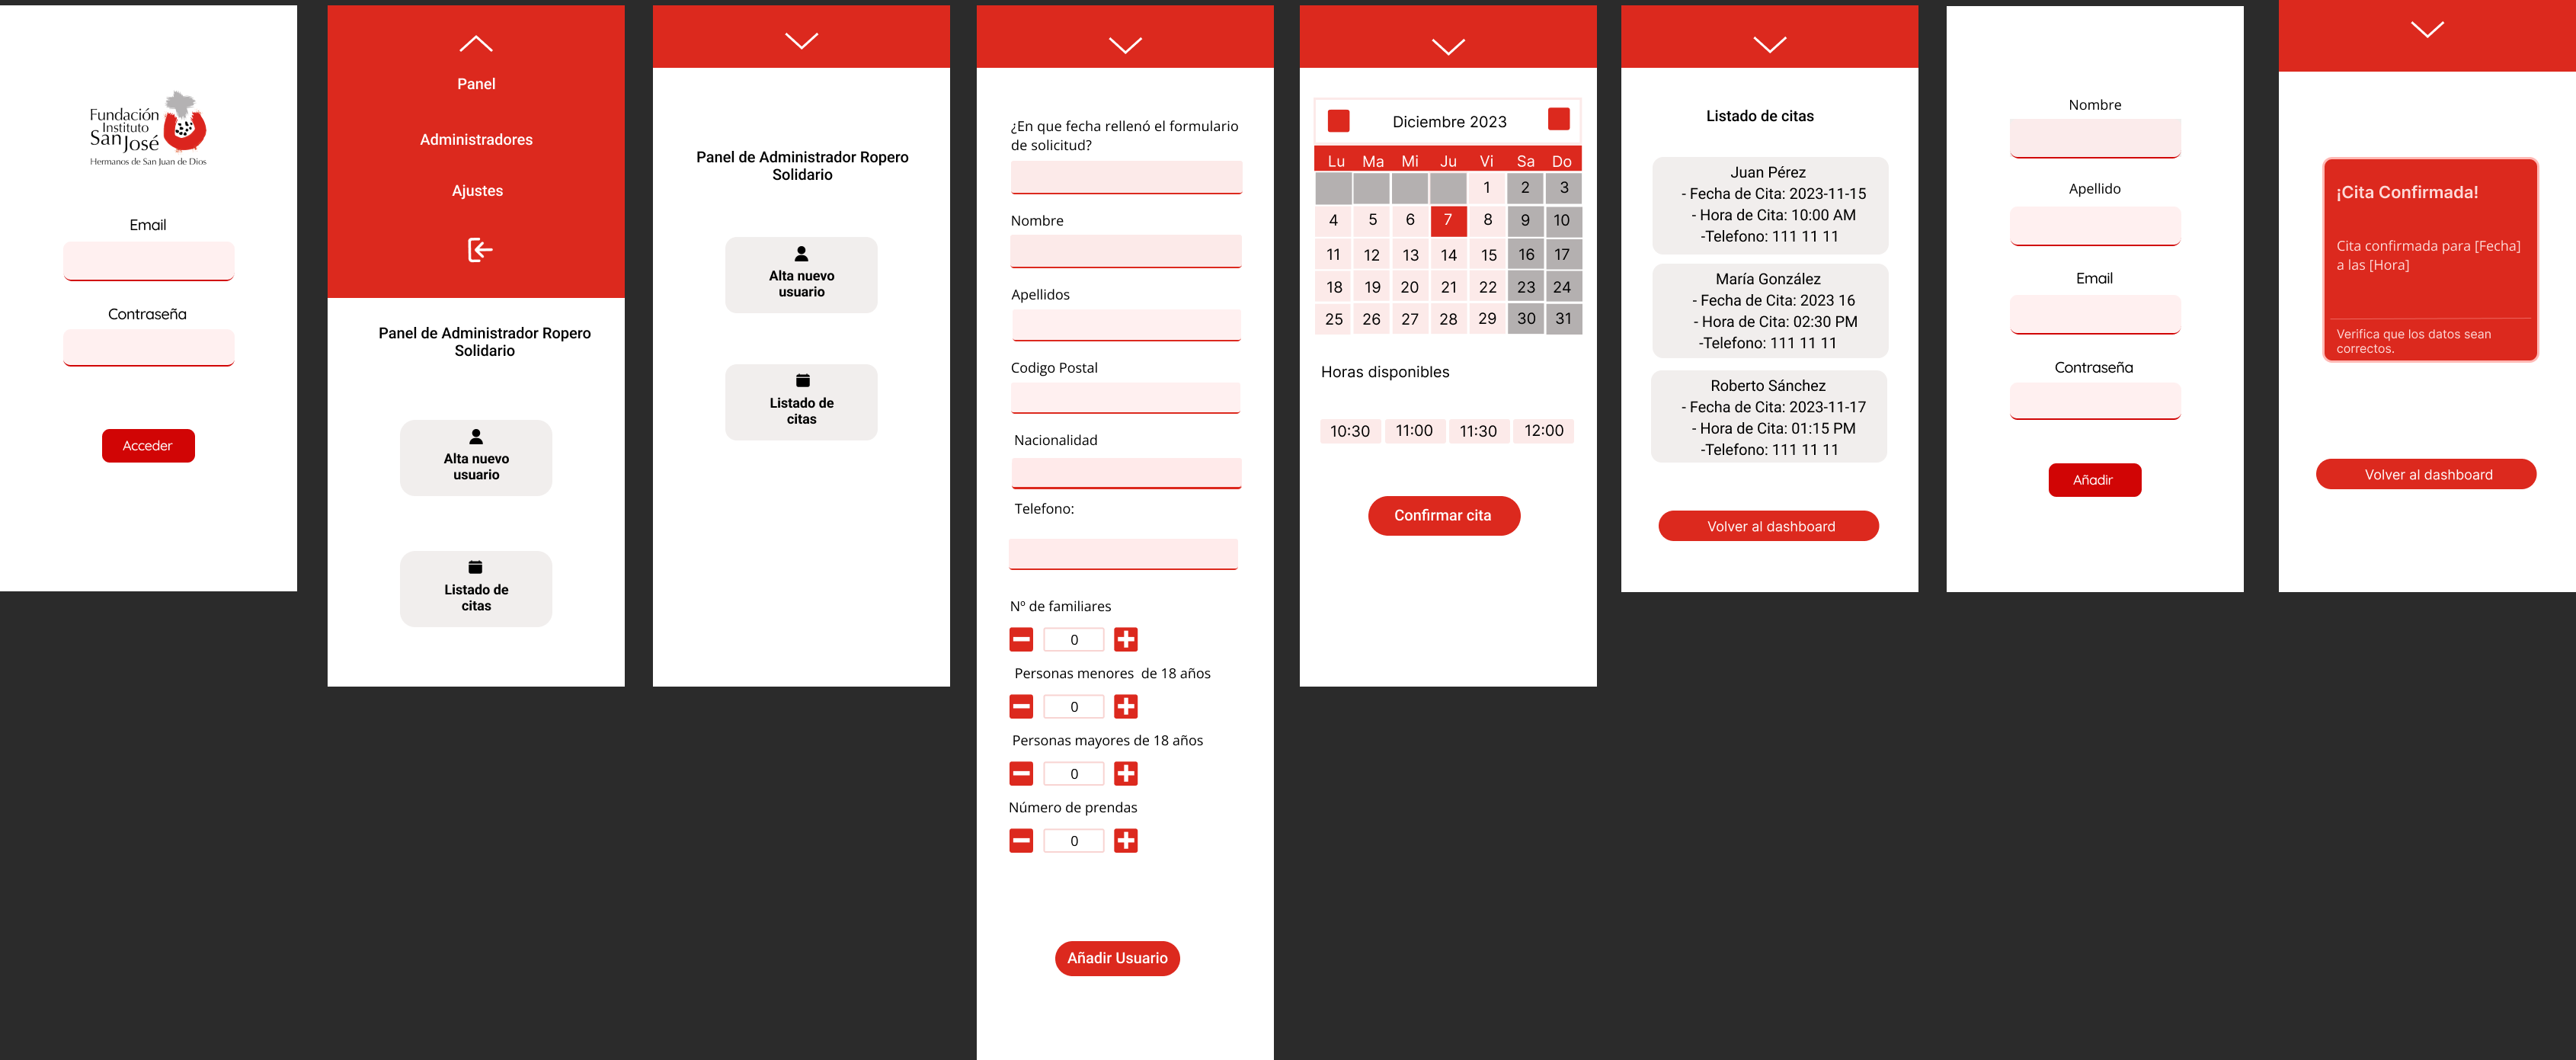 Fundación
Instituto
San José
Hermanos de San Juan de Dios
Email
Contraseña
Acceder
Panel
Administradores
Ajustes
Panel de Administrador Ropero
Solidario
Alta nuevo
usuario
Listado de
citas
Panel de Administrador Ropero
Solidario
Alta nuevo
usuario
Listado de
citas
¿En que fecha rellenó el formulario
de solicitud?
Nombre
Apellidos
Codigo Postal
Nacionalidad
Telefono:
Nº de familiares
0
Personas menores de 18 años
0
Personas mayores de 18 años
0
Número de prendas
0
Añadir Usuario
Diciembre 2023
Lu Ma Mi Ju Vi Sa Do
1 2 3
4 5 6 7 8 9 10
11 12 13 14 15 16 17
18 19 20 21 22 23 24
25 26 27 28 29 30 31
Horas disponibles
10:30 11:00 11:30 12:00
Confirmar cita
Listado de citas
Juan Pérez
- Fecha de Cita: 2023-11-15
- Hora de Cita: 10:00 AM
-Telefono: 111 11 11
María González
- Fecha de Cita: 2023 16
- Hora de Cita: 02:30 PM
-Telefono: 111 11 11
Roberto Sánchez
- Fecha de Cita: 2023-11-17
- Hora de Cita: 01:15 PM
-Telefono: 111 11 11
Volver al dashboard
Nombre
Apellido
Email
Contraseña
Añadir
¡Cita Confirmada!
Cita confirmada para [Fecha]
a las [Hora]
Verifica que los datos sean
correctos.
Volver al dashboard